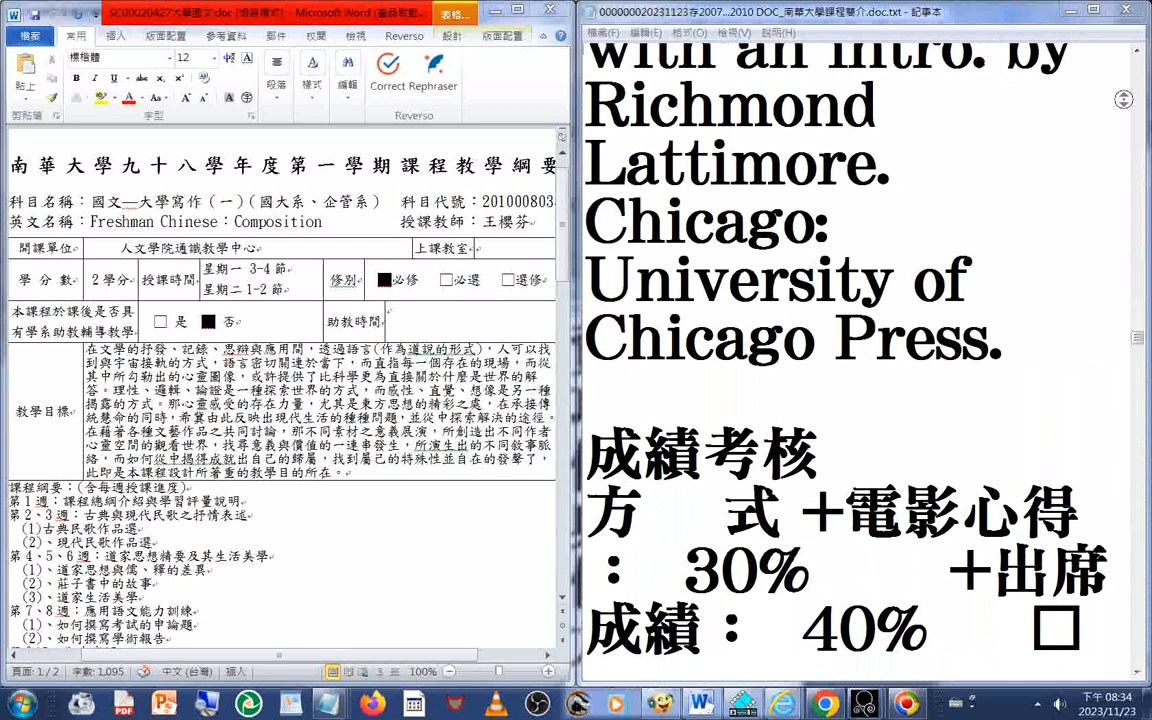 SC00020427大學國文.doc [相容模式] - Microsoft Word (產品啟動...
表格...
000000020231123存2007...2010 DOC_南華大學課程簡介.doc.txt - 記事本
檔案 常用 插入 版面配置 參考資料 郵件 校閱 檢視 Reverso 設計 版面配置
檔案(F) 編輯(E) 格式(O) 檢視(V) 說明(H)
貼上
標楷體 12
段落 樣式 編輯 Correct Rephraser
剪貼簿 字型 Reverso
南華大學九十八學年度第一學期課程教學綱要
科目名稱：國文—大學寫作（一）(國大系、企管系) 科目代號：201000803
英文名稱：Freshman Chinese：Composition 授課教師：王櫻芬
開課單位 人文學院通識教學中心 上課教室
學分數 2學分 授課時間 星期一 3-4節
星期二1-2節 修別 ■必修 □必選 □選修
本課程於課後是否具
有學系助教輔導教學 □ 是 ■ 否 助教時間
教學目標
在文學的抒發、記錄、思辯與應用間，透過語言(作為道說的形式)，人可以找
到與宇宙接軌的方式，語言密切關連於當下，而直指每一個存在的現場，而從
其中所勾勒出的心靈圖像，或許提供了比科學更為直接關於什麼是世界的解
答。理性、邏輯、論證是一種探索世界的方式，而感性、直覺、想像是另一種
揭露的方式。那心靈感受的存在力量，尤其是東方思想的精彩之處，在承接傳
統慧命的同時，希冀由此反映出現代生活的種種問題，並從中探索解決的途徑。
在藉著各種文藝作品之共同討論，那不同素材之意義展演，所創造出不同作者
心靈空間的觀看世界，找尋意義與價值的一連串發生，所演生出的不同敘事脈
絡，而如何從中揭得成就出自己的歸屬，找到屬己的特殊性並自在的發聲了，
此即是本課程設計所著重的教學目的所在。
課程綱要：(含每週授課進度)
第1週：課程總綱介紹與學習評量說明
第2、3週：古典與現代民歌之抒情表述
(1)古典民歌作品選
(2)、現代民歌作品選
第4、5、6週：道家思想精要及其生活美學
(1)、道家思想與儒、釋的差異
(2)、莊子書中的故事
(3)、道家生活美學
第7、8週：應用語文能力訓練
(1)、如何撰寫考試的申論題
(2)、如何撰寫學術報告
with an Intro. by
Richmond
Lattimore.
Chicago:
University of
Chicago Press.
成績考核
方 式 +電影心得
： 30% +出席
成績： 40% □
頁面：1/2 字數：1,095 中文(台灣) 插入 100%
下午 08:34
2023/11/23